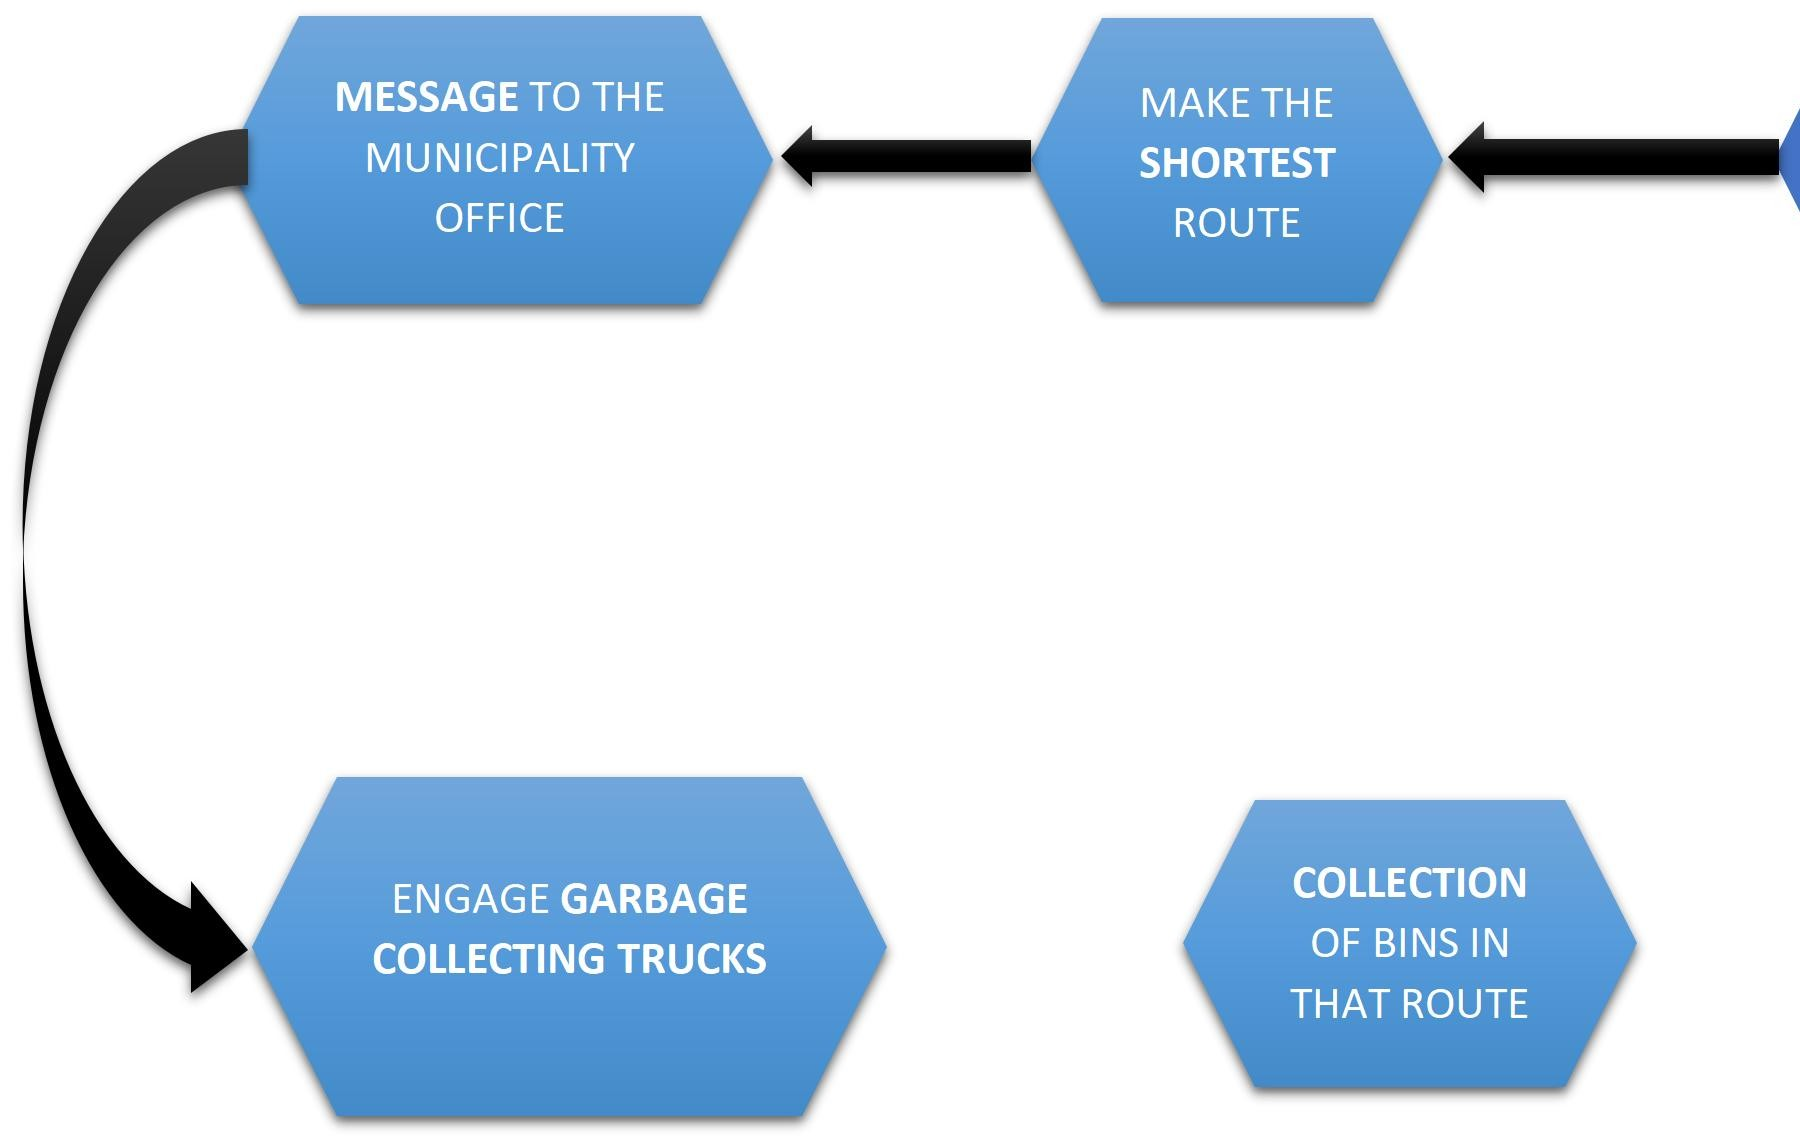 MESSAGE TO THE
MUNICIPALITY
OFFICE
MAKE THE
SHORTEST
ROUTE
ENGAGE GARBAGE
COLLECTING TRUCKS
COLLECTION
OF BINS IN
THAT ROUTE